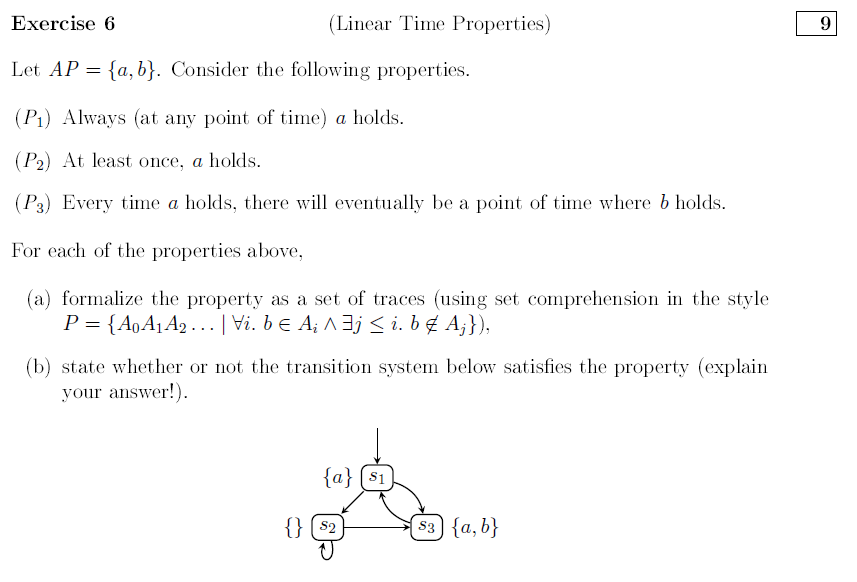 Exercise 6 (Linear Time Properties) 9
Let AP = {a, b}. Consider the following properties.
(P₁) Always (at any point of time) a holds.
(P₂) At least once, a holds.
(P₃) Every time a holds, there will eventually be a point of time where b holds.
For each of the properties above,
(a) formalize the property as a set of traces (using set comprehension in the style
P = {A₀A₁A₂ . . . | ∀i. b ∈ Aᵢ ∧ ∃j ≤ i. b ∉ Aⱼ}),
(b) state whether or not the transition system below satisfies the property (explain
your answer!).
{a} s₁
{} s₂ s₃ {a, b}